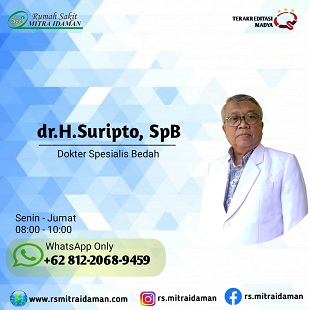 Rumah Sakit
MITRA IDAMAN
TERAKREDITASI
MADYA
dr.H.Suripto, SpB
Dokter Spesialis Bedah
Senin - Jumat
08:00 - 10:00
WhatsApp Only
+62 812-2068-9459
www.rsmitraidaman.com
rs.mitraidaman
rs.mitraidaman